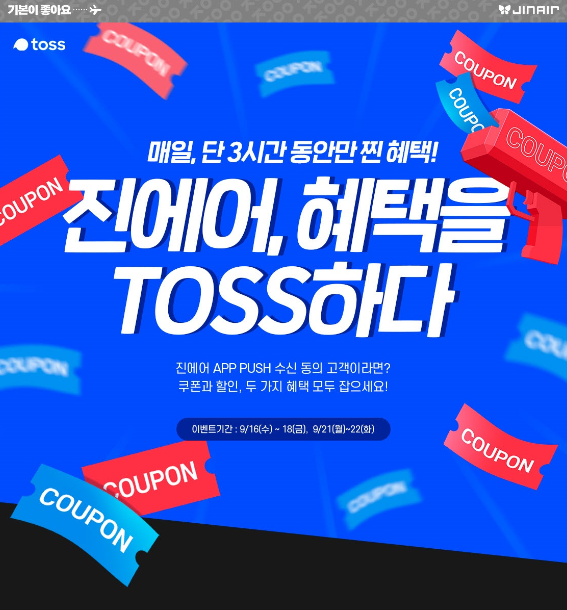 기본이 좋아요
JINAIR
toss
COUPON
COUPON
COUPON
COUPON
COUPON
매일, 단 3시간 동안만 찐 혜택!
COUPON
진에어, 혜택을
TOSS하다
COUPON
COUPON
진에어 APP PUSH 수신 동의 고객이라면?
쿠폰과 할인, 두 가지 혜택 모두 잡으세요!
이벤트기간 : 9/16(수) ~ 18(금), 9/21(월)~22(화)
COUPON
COUPON
COUPON
COUPON